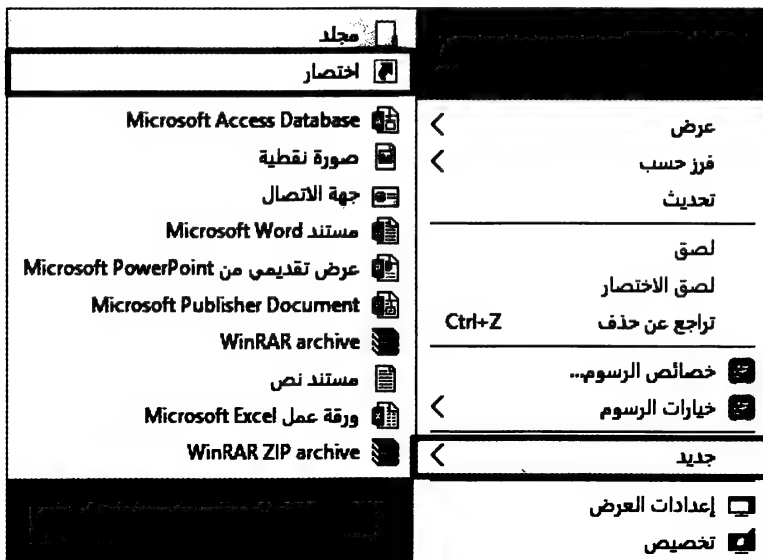 عرض
فرز حسب
تحديث
لصق
لصق الاختصار
تراجع عن حذف Ctrl+Z
خصائص الرسوم...
خيارات الرسوم
جديد
إعدادات العرض
تخصيص
مجلد
اختصار
Microsoft Access Database
صورة نقطية
جهة الاتصال
مستند Microsoft Word
عرض تقديمي من Microsoft PowerPoint
Microsoft Publisher Document
WinRAR archive
مستند نص
ورقة عمل Microsoft Excel
WinRAR ZIP archive